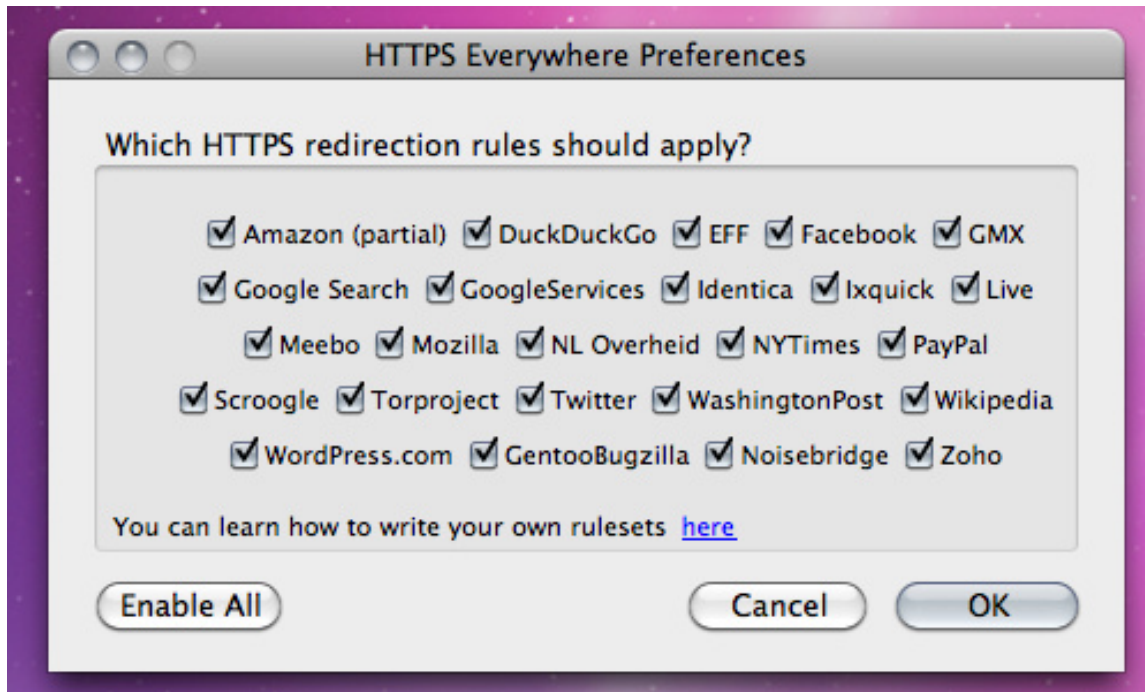 HTTPS Everywhere Preferences
Which HTTPS redirection rules should apply?
Amazon (partial) DuckDuckGo EFF Facebook GMX
Google Search GoogleServices Identica Ixquick Live
Meebo Mozilla NL Overheid NYTimes PayPal
Scroogle Torproject Twitter WashingtonPost Wikipedia
WordPress.com GentooBugzilla Noisebridge Zoho
You can learn how to write your own rulesets here
Enable All Cancel OK